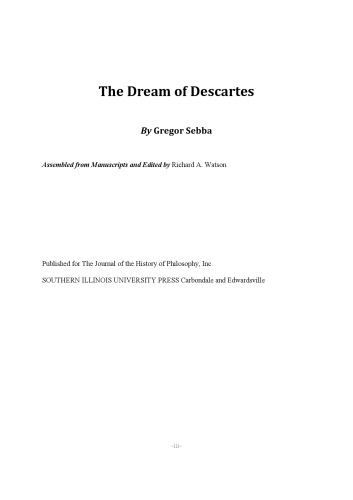 The Dream of Descartes
By Gregor Sebba
Assembled from Manuscripts and Edited by Richard A. Watson
Published for The Journal of the History of Philosophy, Inc.
SOUTHERN ILLINOIS UNIVERSITY PRESS Carbondale and Edwardsville
-iii-